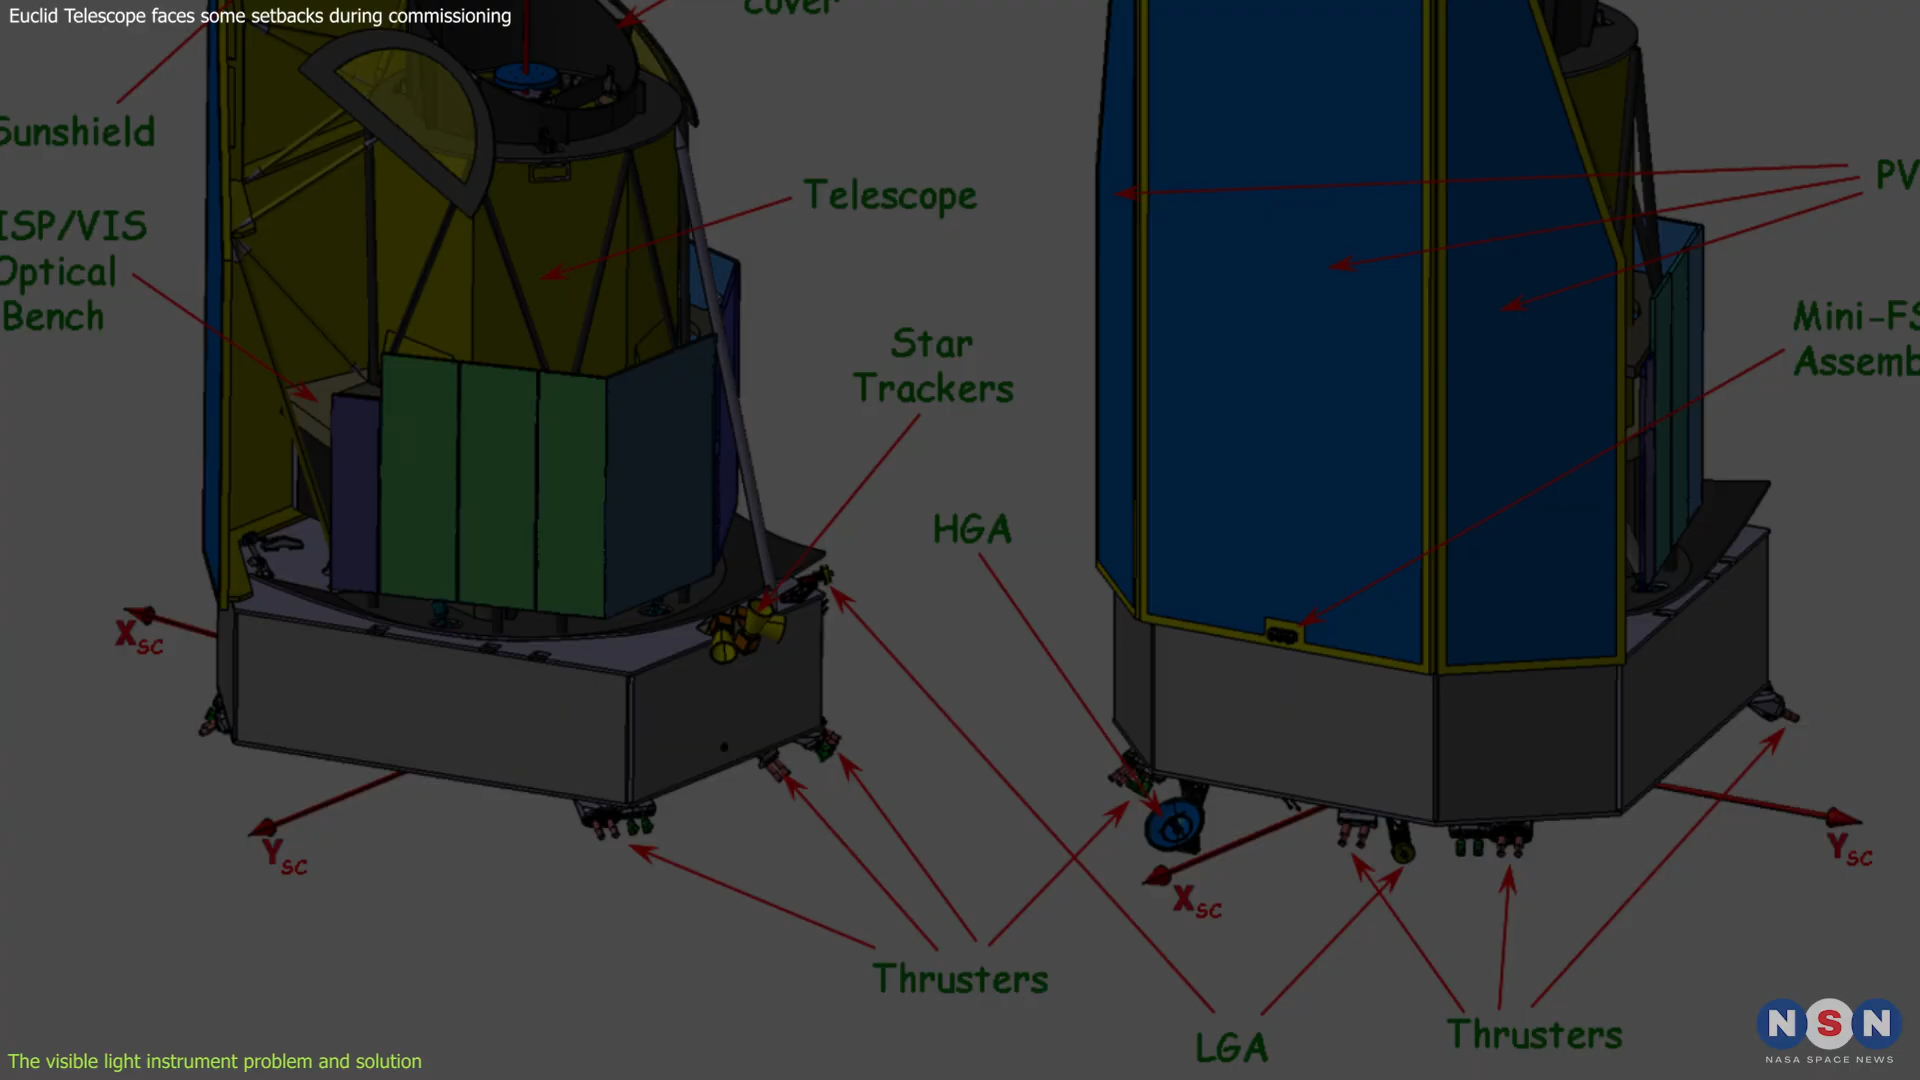 Euclid Telescope faces some setbacks during commissioning
cover
Sunshield
Telescope
PV
ISP/VIS
Optical
Bench
Star
Trackers
Mini-FS
Assemb
HGA
XSC
YSC
YSC
XSC
Thrusters
LGA
Thrusters
NSN
NASA SPACE NEWS
The visible light instrument problem and solution